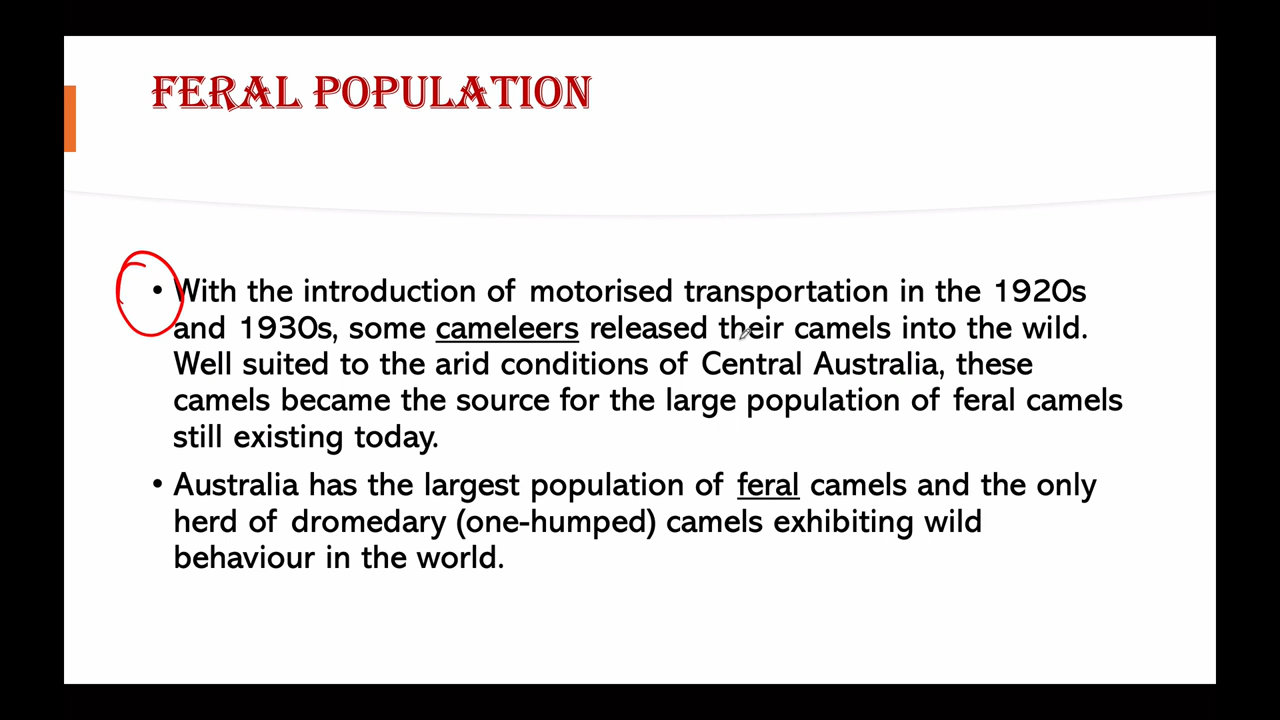 FERAL POPULATION
• With the introduction of motorised transportation in the 1920s
and 1930s, some cameleers released their camels into the wild.
Well suited to the arid conditions of Central Australia, these
camels became the source for the large population of feral camels
still existing today.
• Australia has the largest population of feral camels and the only
herd of dromedary (one-humped) camels exhibiting wild
behaviour in the world.